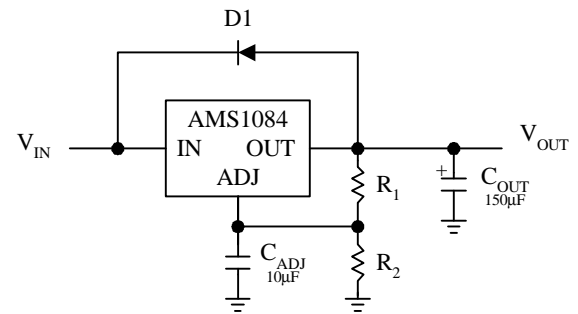 D1
AMS1084
V_IN
IN OUT
V_OUT
ADJ
+
C_OUT
150µF
R_1
C_ADJ
10µF
R_2